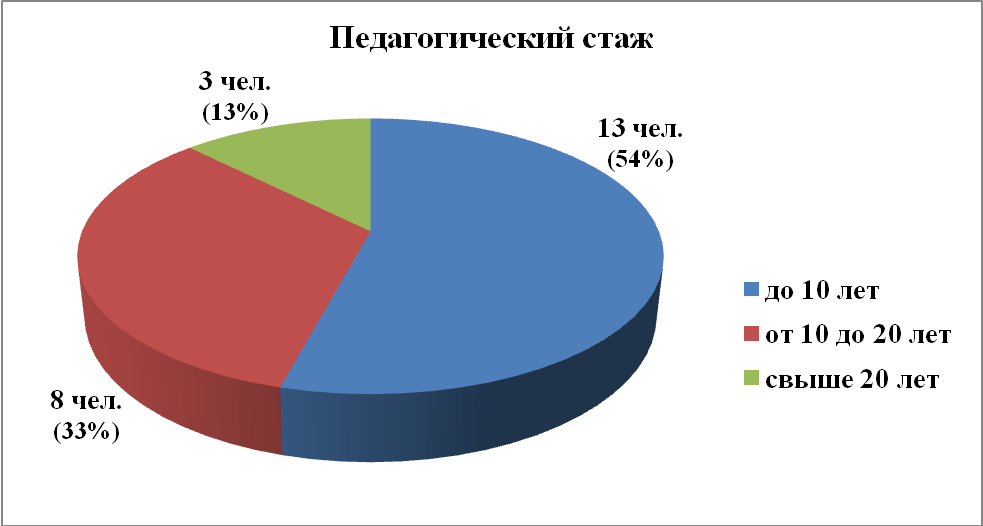 Педагогический стаж
3 чел.
(13%)
13 чел.
(54%)
8 чел.
(33%)
до 10 лет
от 10 до 20 лет
свыше 20 лет